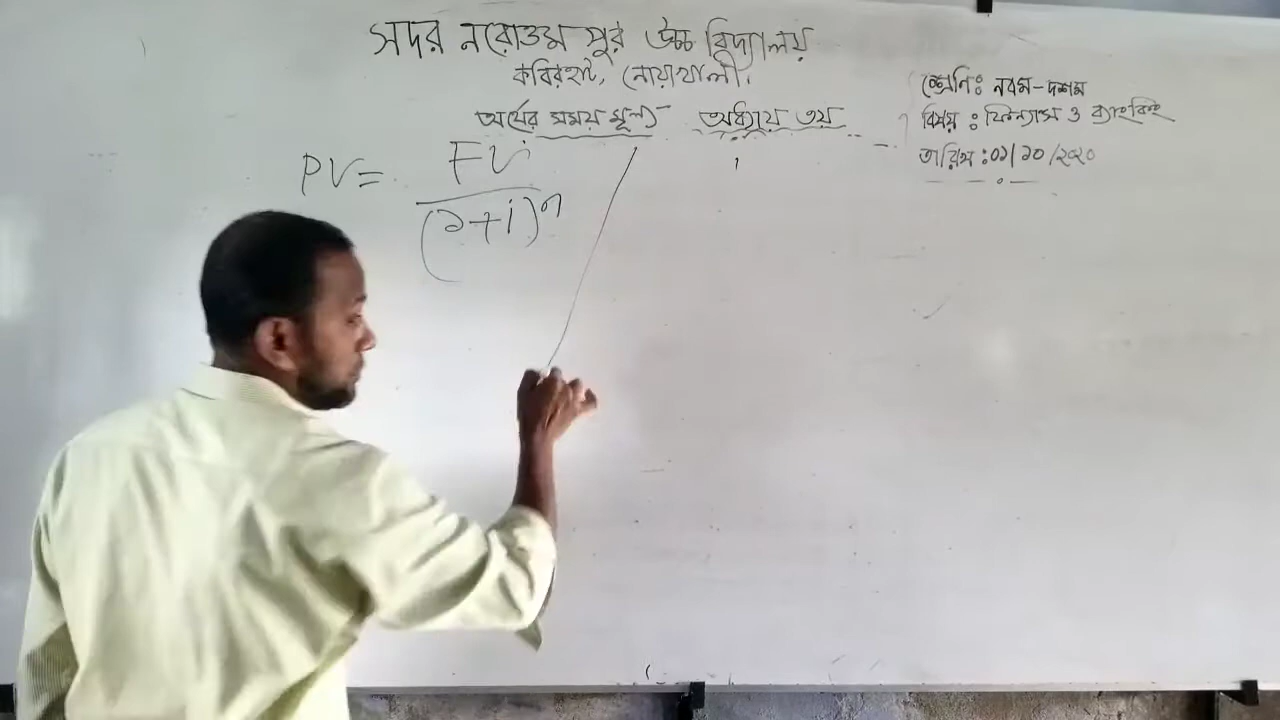 সদর নরোত্তম পুর উচ্চ বিদ্যালয়
কবিরহাট, নোয়াখালী।
অর্থের সময় মূল্য অধ্যায় ৩য়
শ্রেণি: নবম-দশম
বিষয়: ফিন্যান্স ও ব্যাংকিং
তারিখ: ০১/১০/২০২০
PV = FV
(১+i)^n